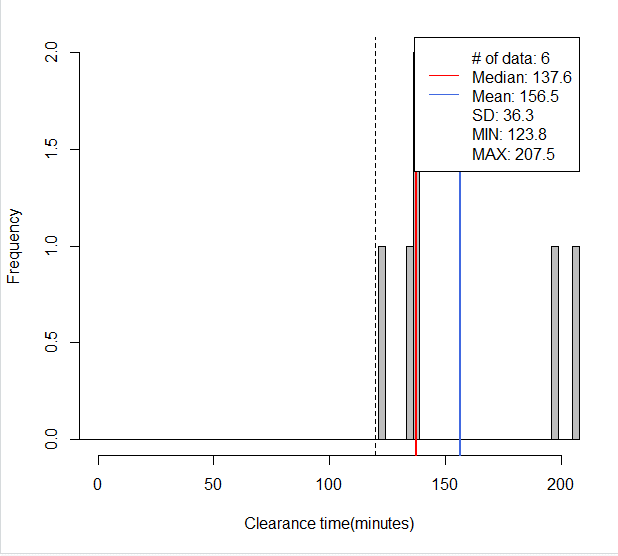 # of data: 6
Median: 137.6
Mean: 156.5
SD: 36.3
MIN: 123.8
MAX: 207.5
2.0
1.5
1.0
0.5
0.0
Frequency
0 50 100 150 200
Clearance time(minutes)